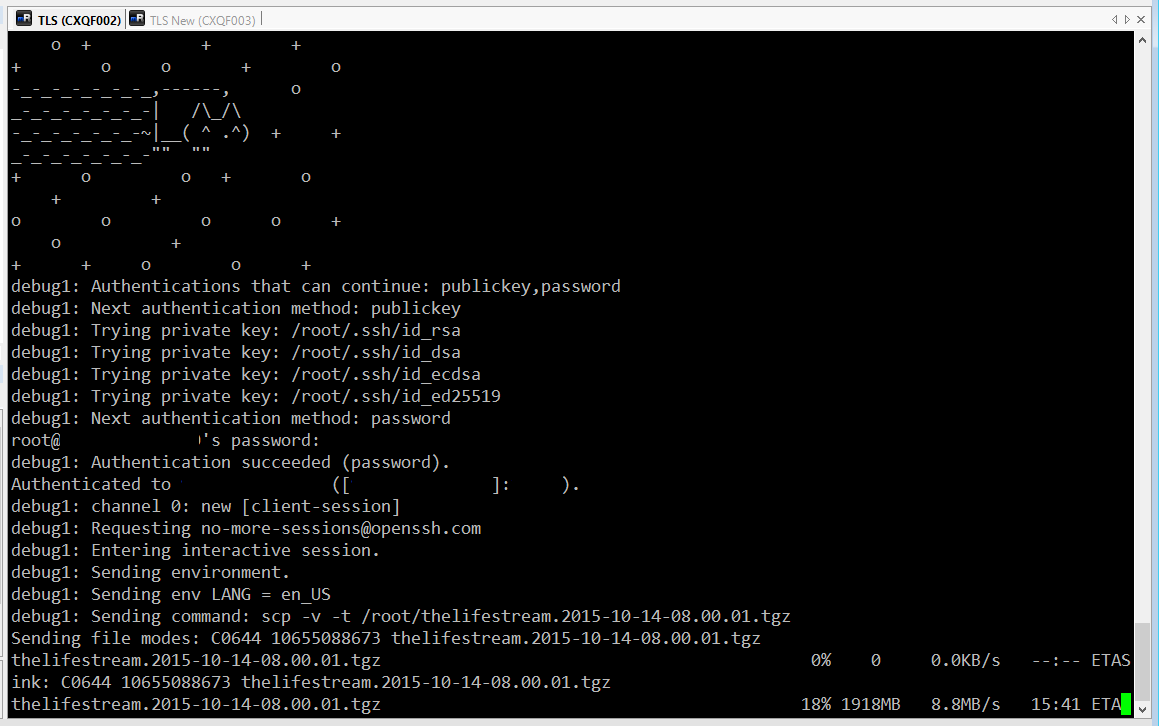 TLS (CXQF002) TLS New (CXQF003)
    o  +           +        +
+        o     o       +        o
-_-_-_-_-_-_-_,------,      o
_-_-_-_-_-_-_-|   /\_/\
-_-_-_-_-_-_-~|__( ^ .^)  +     +
_-_-_-_-_-_-_-""  ""
+      o         o   +       o
    +         +
o        o         o      o     +
    o           +
+      +     o        o      +
debug1: Authentications that can continue: publickey,password
debug1: Next authentication method: publickey
debug1: Trying private key: /root/.ssh/id_rsa
debug1: Trying private key: /root/.ssh/id_dsa
debug1: Trying private key: /root/.ssh/id_ecdsa
debug1: Trying private key: /root/.ssh/id_ed25519
debug1: Next authentication method: password
root@              's password:
debug1: Authentication succeeded (password).
Authenticated to                ([              ]:     ).
debug1: channel 0: new [client-session]
debug1: Requesting no-more-sessions@openssh.com
debug1: Entering interactive session.
debug1: Sending environment.
debug1: Sending env LANG = en_US
debug1: Sending command: scp -v -t /root/thelifestream.2015-10-14-08.00.01.tgz
Sending file modes: C0644 10655088673 thelifestream.2015-10-14-08.00.01.tgz
thelifestream.2015-10-14-08.00.01.tgz                                           0%    0     0.0KB/s   --:-- ETAS
ink: C0644 10655088673 thelifestream.2015-10-14-08.00.01.tgz
thelifestream.2015-10-14-08.00.01.tgz                                          18% 1918MB   8.8MB/s   15:41 ETA